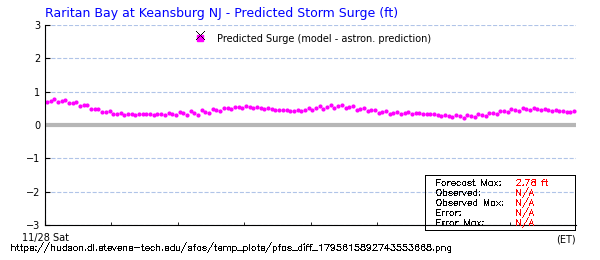 Raritan Bay at Keansburg NJ - Predicted Storm Surge (ft)
3
Predicted Surge (model - astron. prediction)
2
1
0
−1
Forecast Max: 2.78 ft
Observed: N/A
−2
Observed Max: N/A
Error: N/A
Error Max: N/A
−3
11/28 Sat
(ET)
https://hudson.dl.stevens-tech.edu/sfas/temp_plots/pfas_diff_1795615892743553668.png